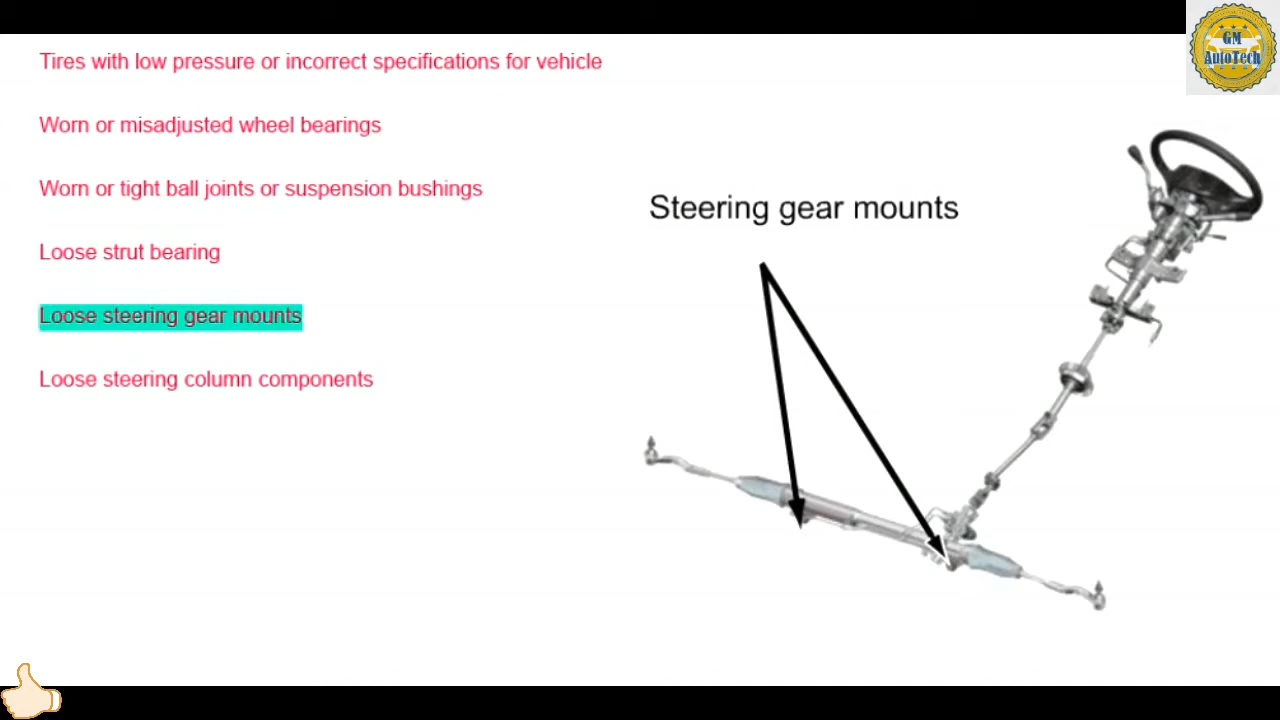 GM
AutoTech
Tires with low pressure or incorrect specifications for vehicle
Worn or misadjusted wheel bearings
Worn or tight ball joints or suspension bushings
Loose strut bearing
Loose steering gear mounts
Loose steering column components
Steering gear mounts